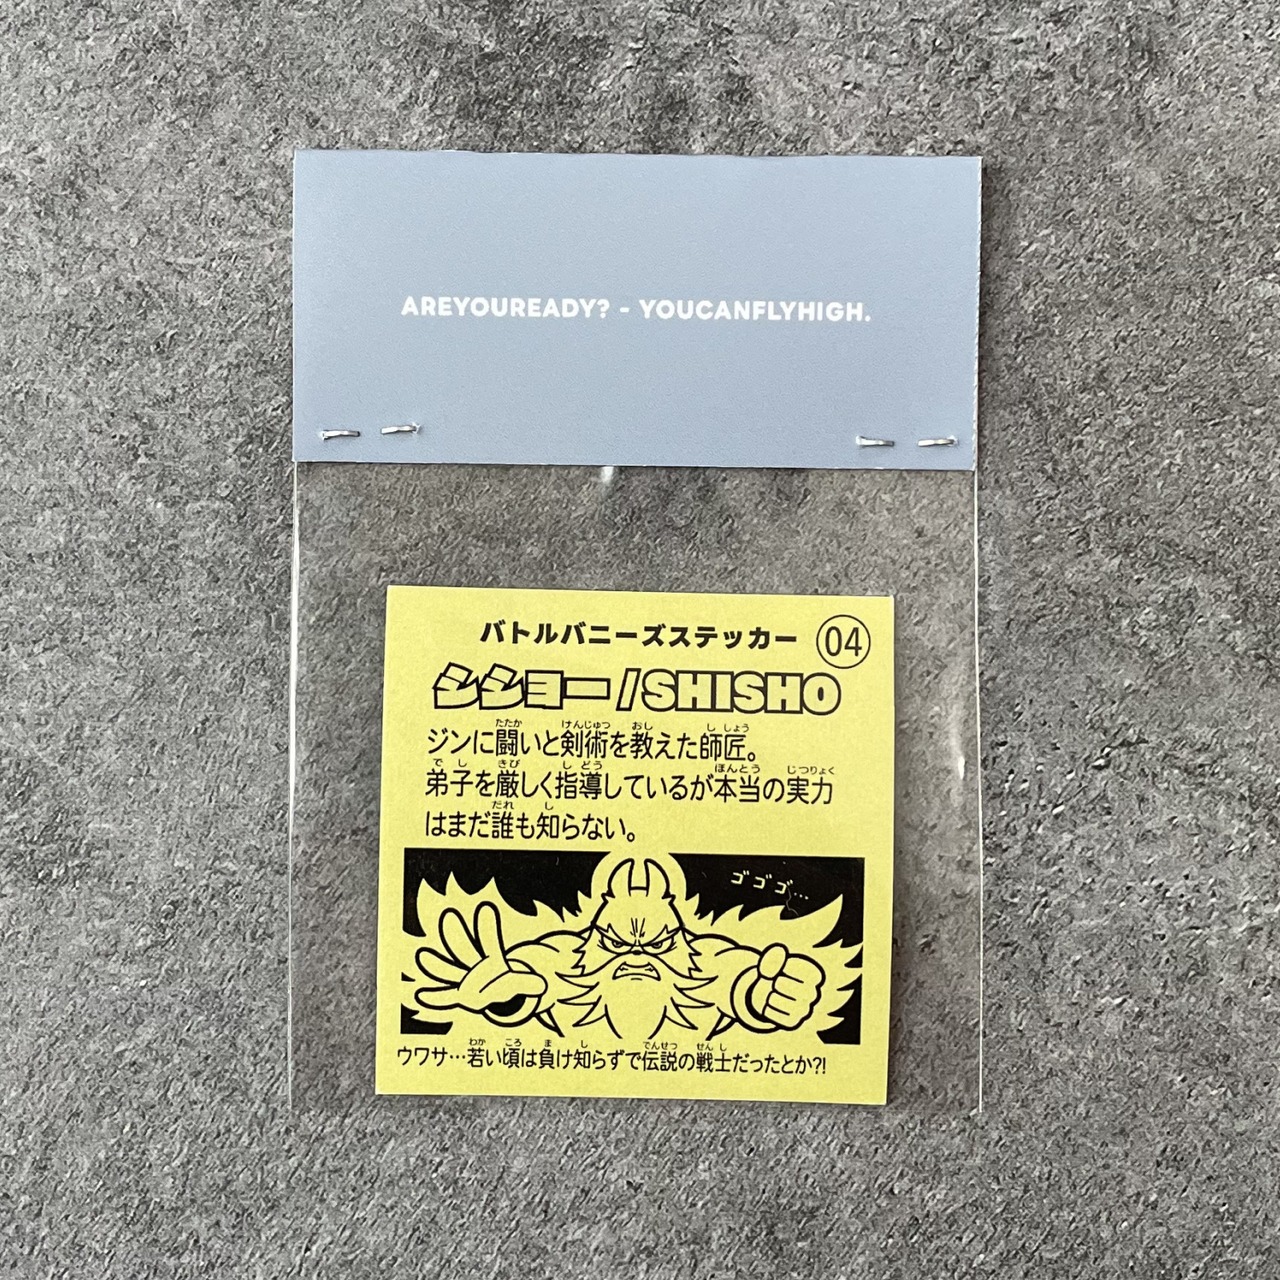 AREYOUREADY? - YOUCANFLYHIGH.
バトルバニーズステッカー 04
シショー/SHISHO
ジンに闘いと剣術を教えた師匠。
弟子を厳しく指導しているが本当の実力
はまだ誰も知らない。
ゴゴゴ…
ウワサ…若い頃は負け知らずで伝説の戦士だったとか?!